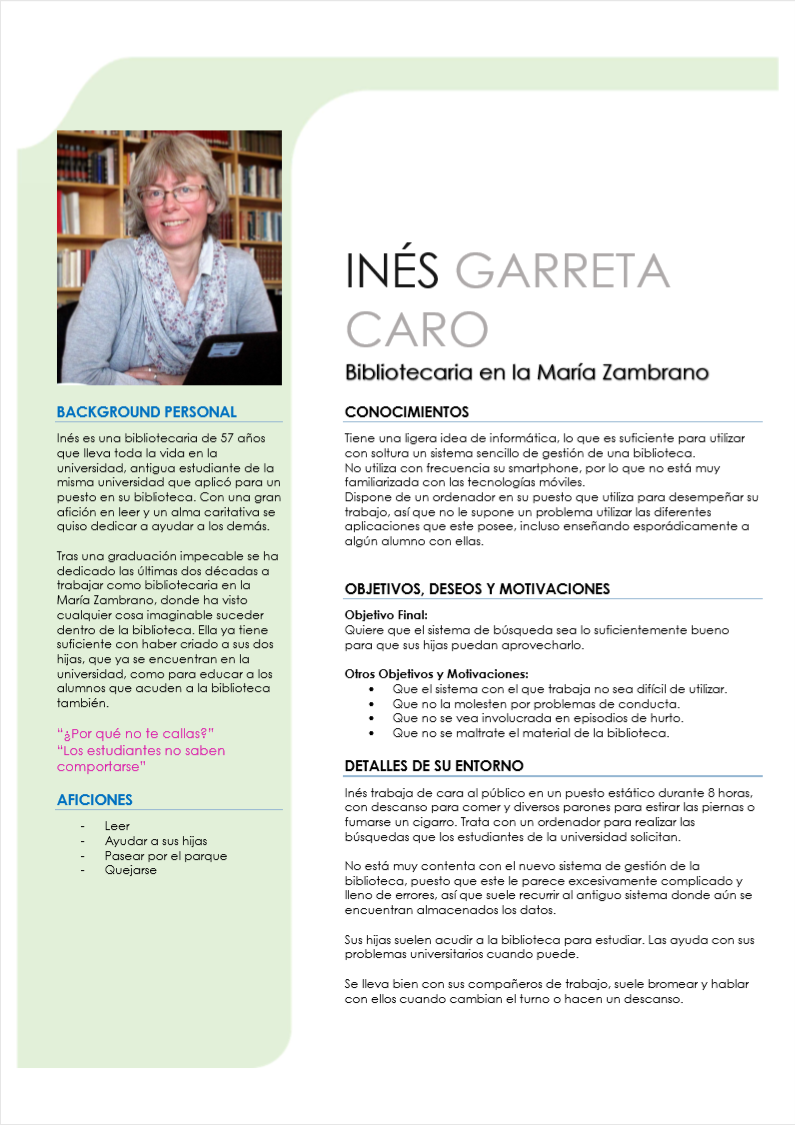 INÉS GARRETA
CARO
Bibliotecaria en la María Zambrano
BACKGROUND PERSONAL
Inés es una bibliotecaria de 57 años
que lleva toda la vida en la
universidad, antigua estudiante de la
misma universidad que aplicó para un
puesto en su biblioteca. Con una gran
afición en leer y un alma caritativa se
quiso dedicar a ayudar a los demás.
Tras una graduación impecable se ha
dedicado las últimas dos décadas a
trabajar como bibliotecaria en la
María Zambrano, donde ha visto
cualquier cosa imaginable suceder
dentro de la biblioteca. Ella ya tiene
suficiente con haber criado a sus dos
hijas, que ya se encuentran en la
universidad, como para educar a los
alumnos que acuden a la biblioteca
también.
“¿Por qué no te callas?”
“Los estudiantes no saben
comportarse”
AFICIONES
- Leer
- Ayudar a sus hijas
- Pasear por el parque
- Quejarse
CONOCIMIENTOS
Tiene una ligera idea de informática, lo que es suficiente para utilizar
con soltura un sistema sencillo de gestión de una biblioteca.
No utiliza con frecuencia su smartphone, por lo que no está muy
familiarizada con las tecnologías móviles.
Dispone de un ordenador en su puesto que utiliza para desempeñar su
trabajo, así que no le supone un problema utilizar las diferentes
aplicaciones que este posee, incluso enseñando esporádicamente a
algún alumno con ellas.
OBJETIVOS, DESEOS Y MOTIVACIONES
Objetivo Final:
Quiere que el sistema de búsqueda sea lo suficientemente bueno
para que sus hijas puedan aprovecharlo.
Otros Objetivos y Motivaciones:
• Que el sistema con el que trabaja no sea difícil de utilizar.
• Que no la molesten por problemas de conducta.
• Que no se vea involucrada en episodios de hurto.
• Que no se maltrate el material de la biblioteca.
DETALLES DE SU ENTORNO
Inés trabaja de cara al público en un puesto estático durante 8 horas,
con descanso para comer y diversos parones para estirar las piernas o
fumarse un cigarro. Trata con un ordenador para realizar las
búsquedas que los estudiantes de la universidad solicitan.
No está muy contenta con el nuevo sistema de gestión de la
biblioteca, puesto que este le parece excesivamente complicado y
lleno de errores, así que suele recurrir al antiguo sistema donde aún se
encuentran almacenados los datos.
Sus hijas suelen acudir a la biblioteca para estudiar. Las ayuda con sus
problemas universitarios cuando puede.
Se lleva bien con sus compañeros de trabajo, suele bromear y hablar
con ellos cuando cambian el turno o hacen un descanso.